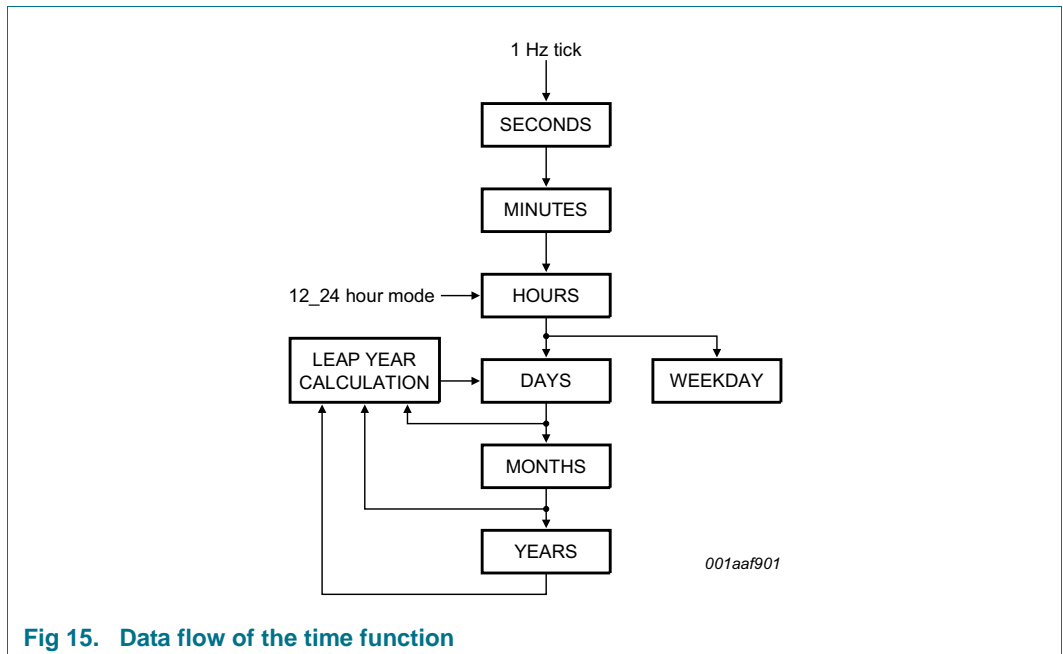 1 Hz tick
SECONDS
MINUTES
12_24 hour mode
HOURS
LEAP YEAR
CALCULATION
DAYS
WEEKDAY
MONTHS
YEARS
001aaf901
Fig 15. Data flow of the time function